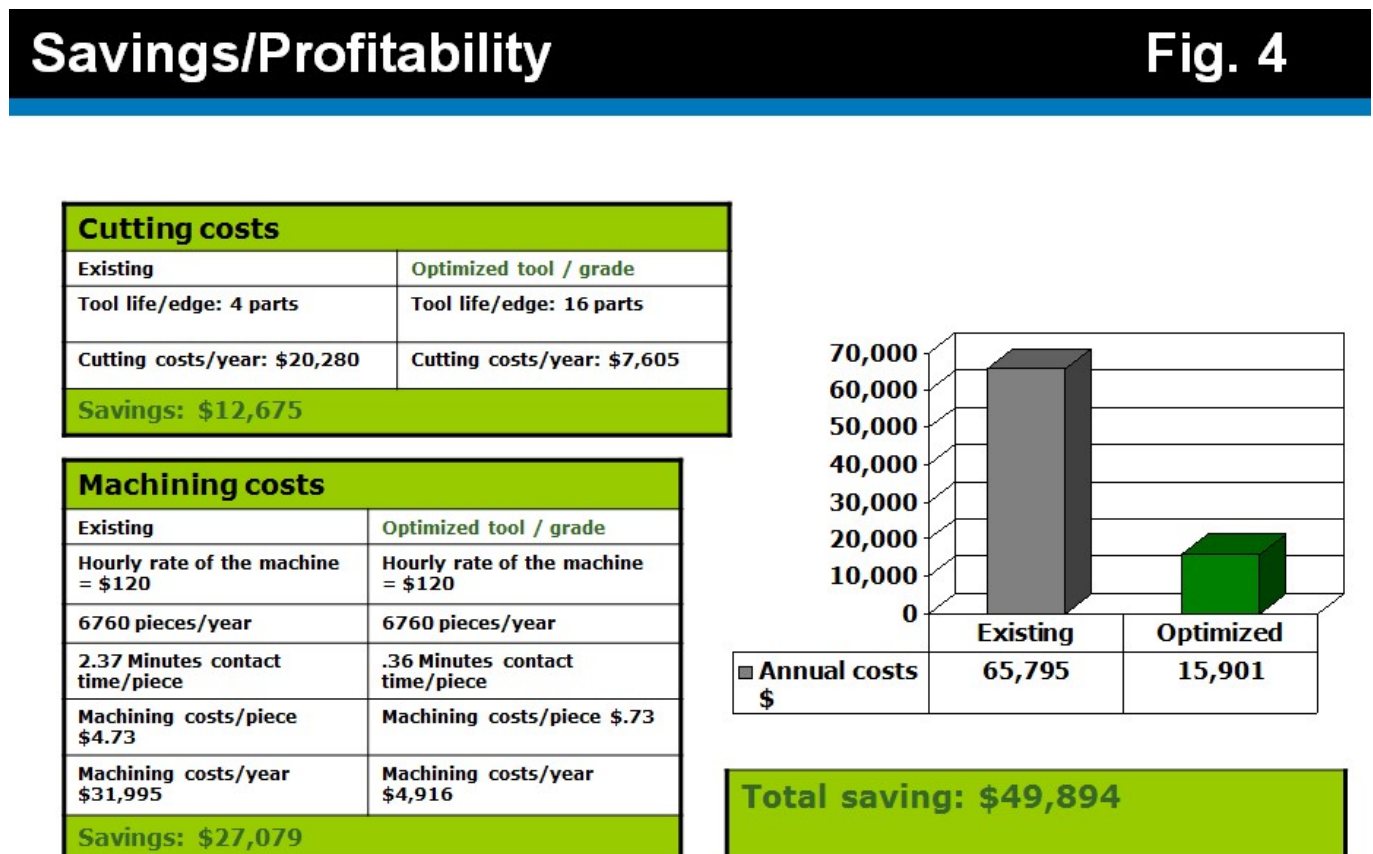 Savings/Profitability Fig. 4
Cutting costs
Existing Optimized tool / grade
Tool life/edge: 4 parts Tool life/edge: 16 parts
Cutting costs/year: $20,280 Cutting costs/year: $7,605
Savings: $12,675
Machining costs
Existing Optimized tool / grade
Hourly rate of the machine
= $120
Hourly rate of the machine
= $120
6760 pieces/year 6760 pieces/year
2.37 Minutes contact
time/piece
.36 Minutes contact
time/piece
Machining costs/piece
$4.73
Machining costs/piece $.73
Machining costs/year
$31,995
Machining costs/year
$4,916
Savings: $27,079
70,000
60,000
50,000
40,000
30,000
20,000
10,000
0
Existing Optimized
Annual costs
$
65,795 15,901
Total saving: $49,894